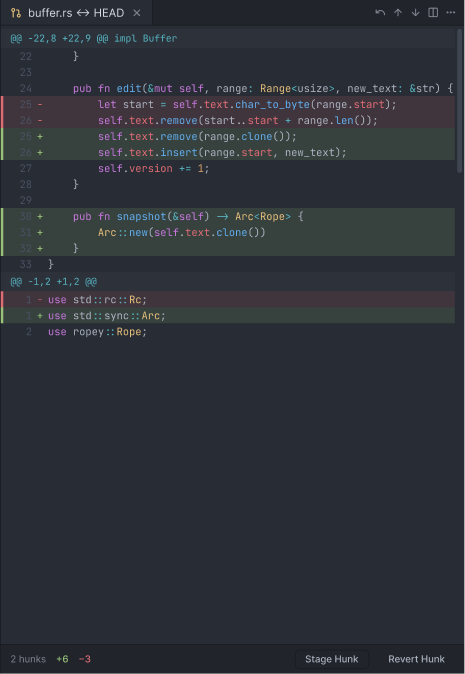 buffer.rs ↔ HEAD ×
@@ -22,8 +22,9 @@ impl Buffer
22 }
23
24 pub fn edit(&mut self, range: Range<usize>, new_text: &str) {
25 - let start = self.text.char_to_byte(range.start);
26 - self.text.remove(start..start + range.len());
25 + self.text.remove(range.clone());
26 + self.text.insert(range.start, new_text);
27 self.version += 1;
28 }
29
30 + pub fn snapshot(&self) -> Arc<Rope> {
31 + Arc::new(self.text.clone())
32 + }
33 }
@@ -1,2 +1,2 @@
1 - use std::rc::Rc;
1 + use std::sync::Arc;
2 use ropey::Rope;
2 hunks +6 −3 Stage Hunk Revert Hunk